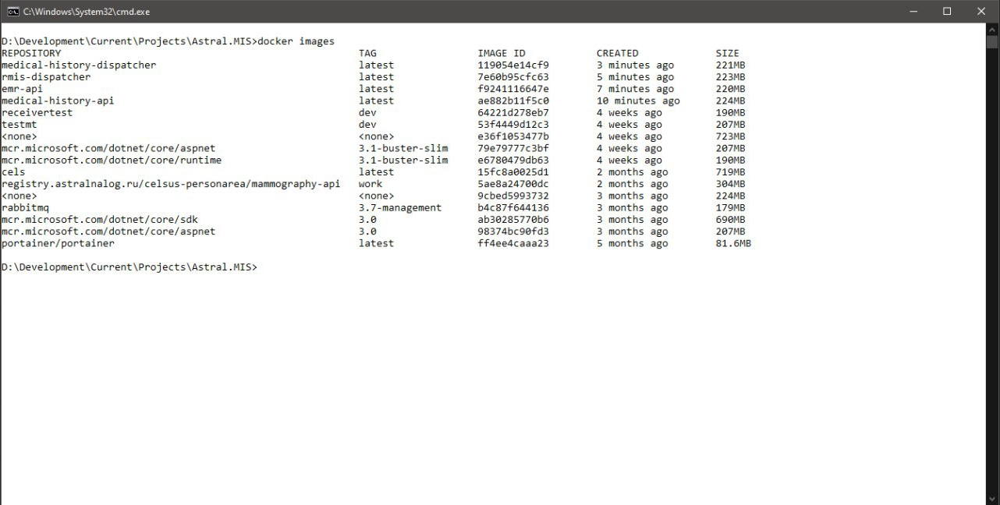 C:\Windows\System32\cmd.exe
D:\Development\Current\Projects\Astral.MIS>docker images
REPOSITORY TAG IMAGE ID CREATED SIZE
medical-history-dispatcher latest 119054e14cf9 3 minutes ago 221MB
rmis-dispatcher latest 7e60b95cfc63 5 minutes ago 223MB
emr-api latest f9241116647e 7 minutes ago 220MB
medical-history-api latest ae882b11f5c0 10 minutes ago 224MB
receivertest dev 64221d278eb7 4 weeks ago 190MB
testmt dev 53f4449d12c3 4 weeks ago 207MB
<none> <none> e36f1053477b 4 weeks ago 723MB
mcr.microsoft.com/dotnet/core/aspnet 3.1-buster-slim 79e79777c3bf 4 weeks ago 207MB
mcr.microsoft.com/dotnet/core/runtime 3.1-buster-slim e6780479db63 4 weeks ago 190MB
cels latest 15fc8a0025d1 2 months ago 719MB
registry.astralnalog.ru/celsus-personarea/mammography-api work 5ae8a24700dc 2 months ago 304MB
<none> <none> 9cbed5993732 3 months ago 224MB
rabbitmq 3.7-management b4c87f644136 3 months ago 179MB
mcr.microsoft.com/dotnet/core/sdk 3.0 ab30285770b6 3 months ago 690MB
mcr.microsoft.com/dotnet/core/aspnet 3.0 98374bc90fd3 3 months ago 207MB
portainer/portainer latest ff4ee4caaa23 5 months ago 81.6MB
D:\Development\Current\Projects\Astral.MIS>